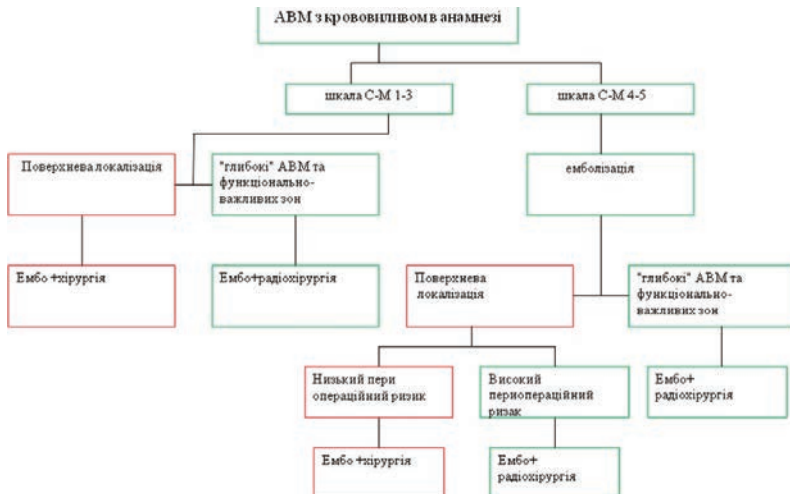 АВМ з крововиливом в анамнезі
шкала С-М 1-3
шкала С-М 4-5
Поверхнева локалізація
"глибокі" АВМ та
функціонально-
важливих зон
емболізація
Ембо +хірургія
Ембо+радіохірургія
Поверхнева
локалізація
"глибокі" АВМ та
функціонально-
важливих зон
Низький пери
операційний ризик
Високий
периопераційний
ризак
Ембо+
радіохірургія
Ембо +хірургія
Ембо+
радіохірургія